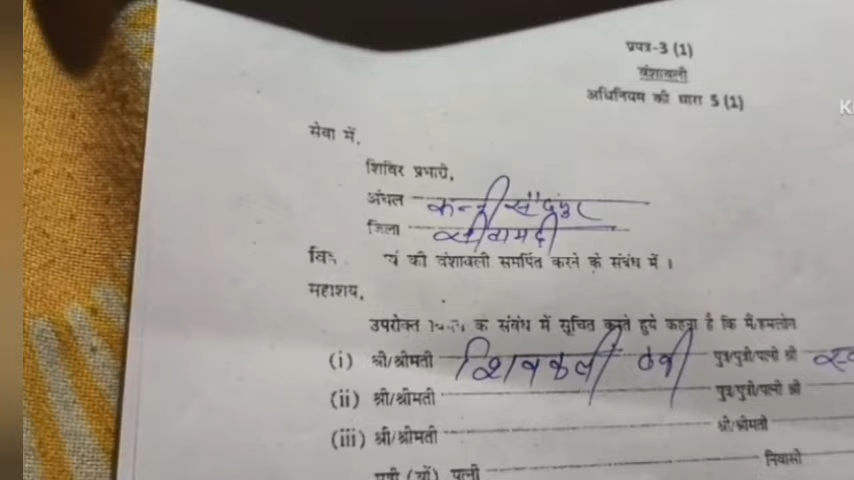 प्रपत्र-3 (1)
वंशावली
अधिनियम की धारा 5 (1)
सेवा में,
शिविर प्रभारी,
अंचल
जिला
की वंशावली समर्पित करने के संबंध में ।
महाशय,
उपरोक्त के संबंध में सूचित करते हुये कहना है कि मैं/हमलोग
(i) श्री/श्रीमती शिवकली देवी पुत्र/पुत्री/पत्नी श्री
(ii) श्री/श्रीमती पुत्र/पुत्री/पत्नी श्री
(iii) श्री/श्रीमती श्री/श्रीमती
पत्नी निवासी